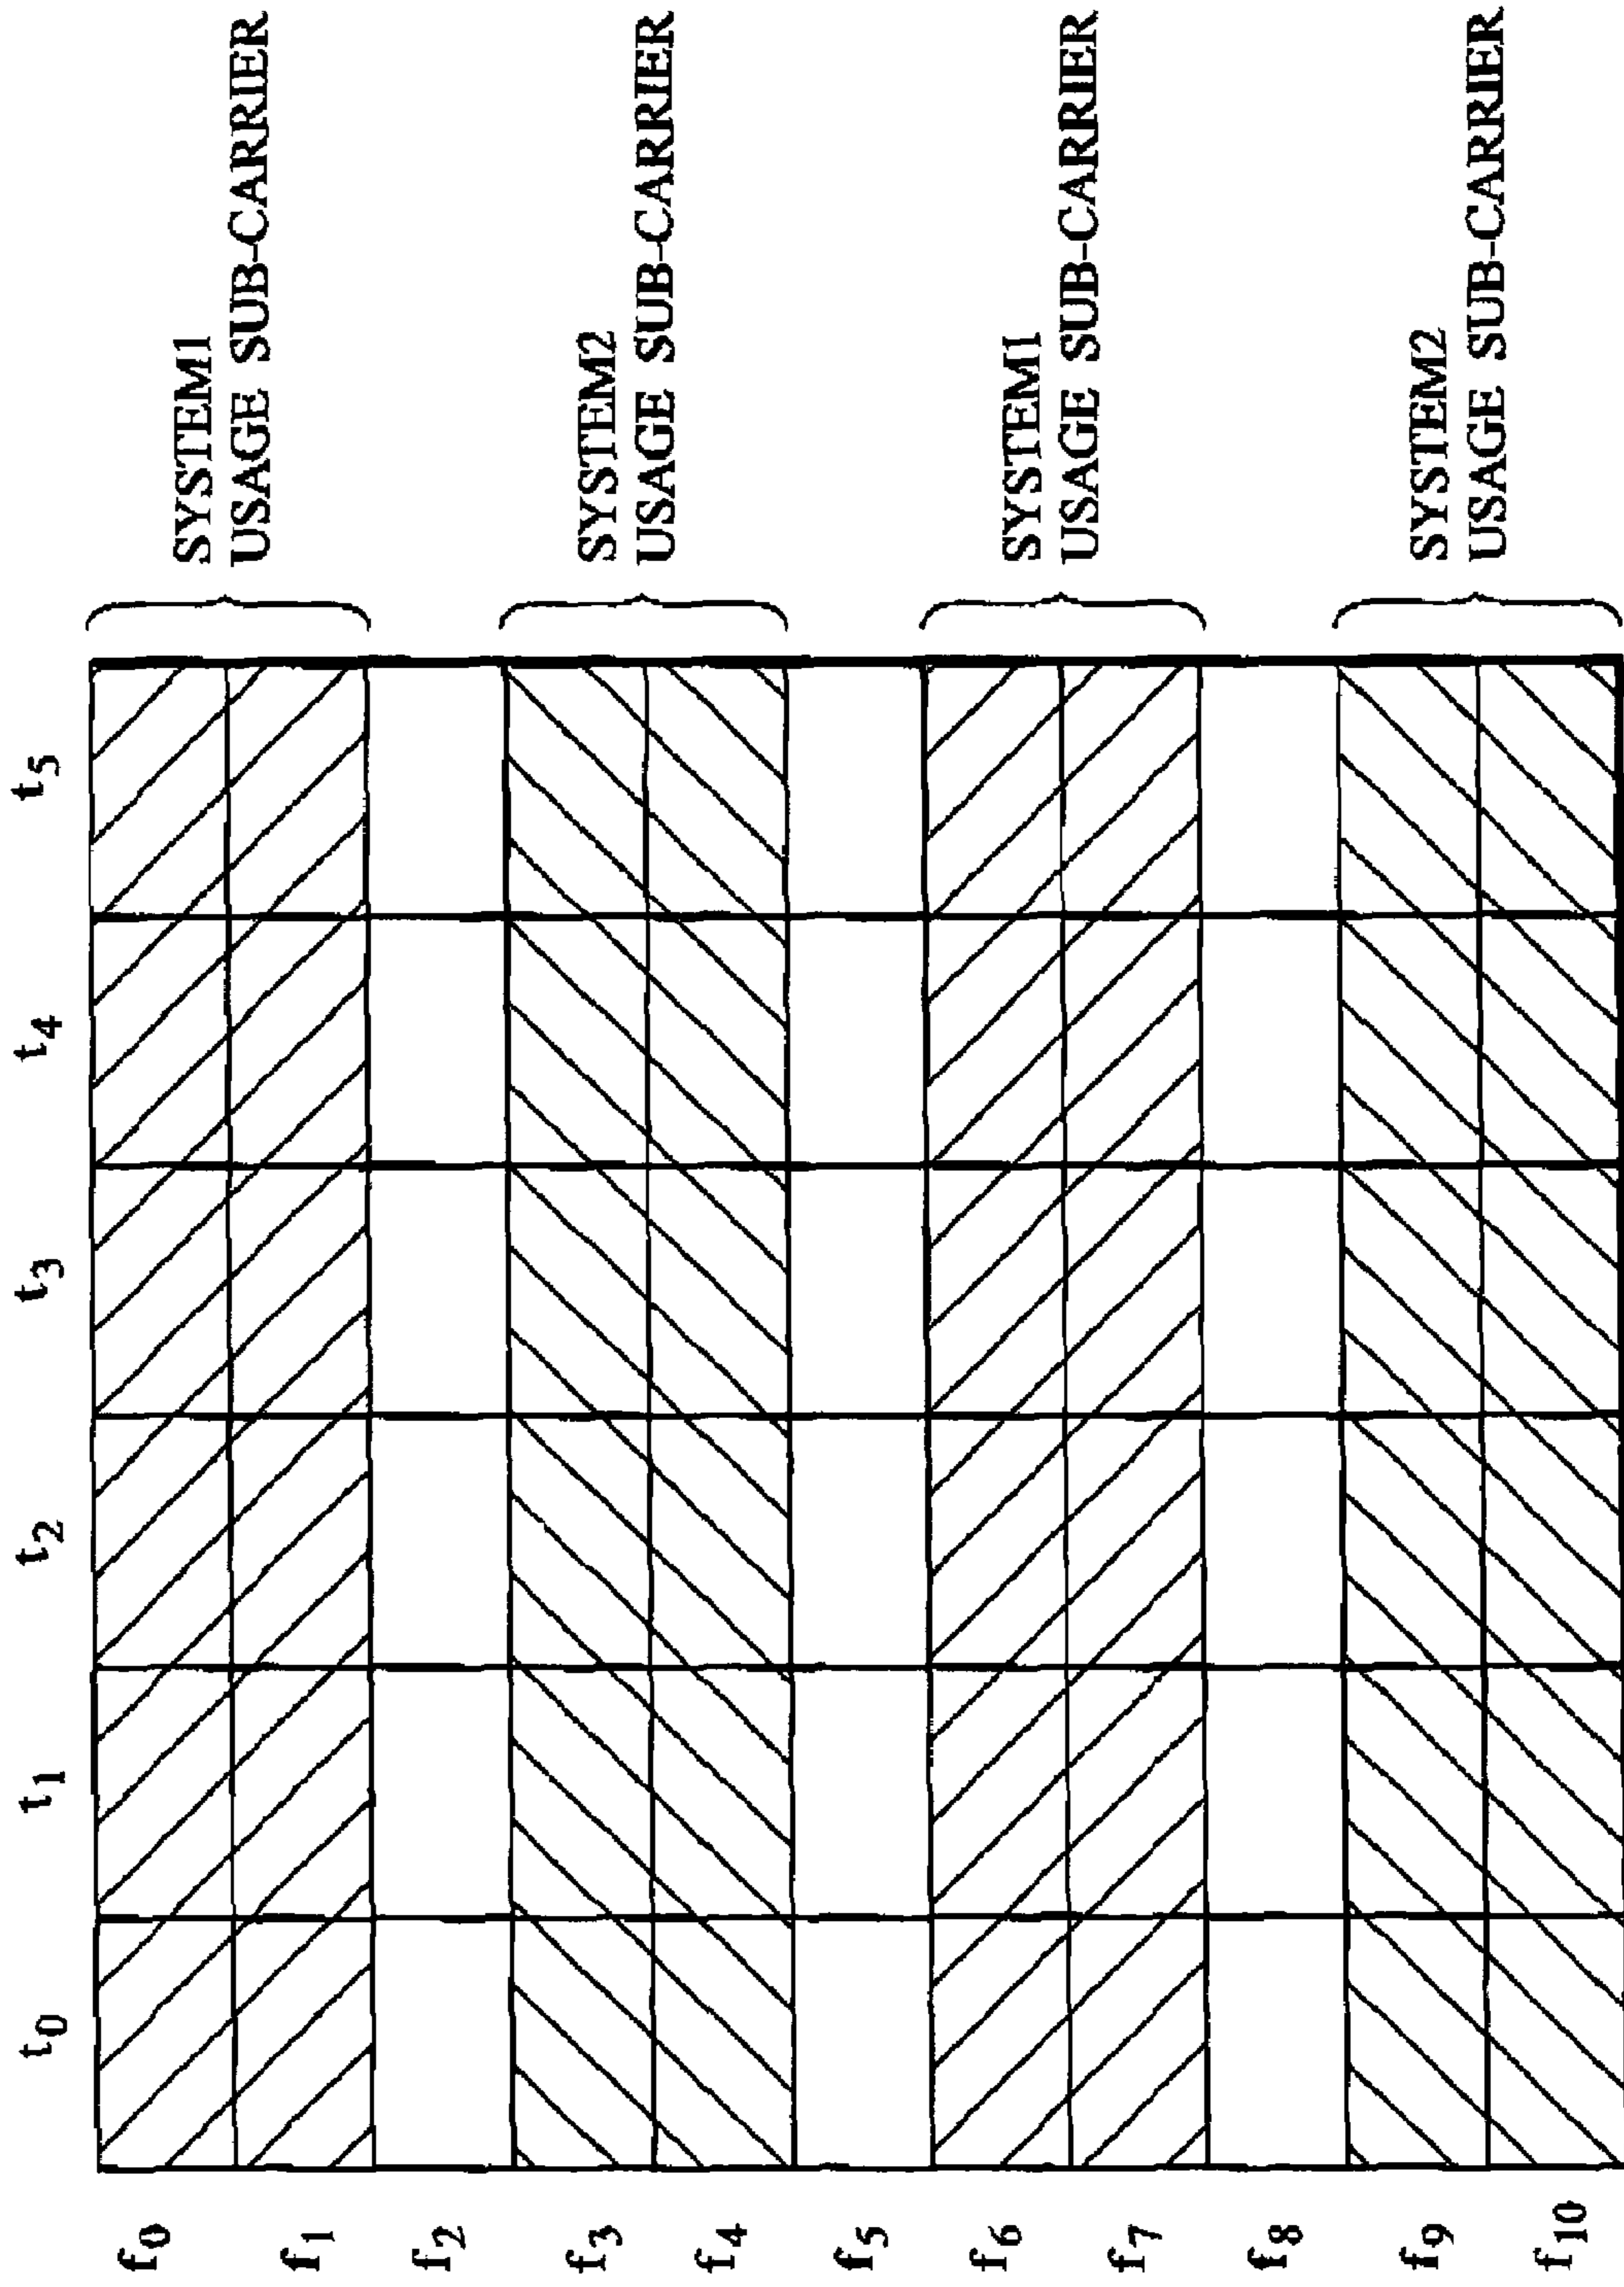 t0 t1 t2 t3 t4 t5
f0
f1
f2
f3
f4
f5
f6
f7
f8
f9
f10
SYSTEM1
USAGE SUB-CARRIER
SYSTEM2
USAGE SUB-CARRIER
SYSTEM1
USAGE SUB-CARRIER
SYSTEM2
USAGE SUB-CARRIER